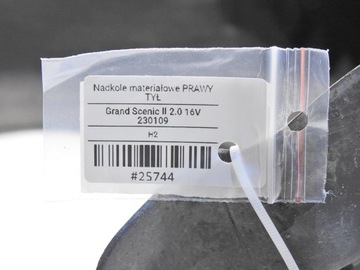 Nadkole materiałowe PRAWY
TYŁ
Grand Scenic II 2.0 16V
230109
H2
#25744